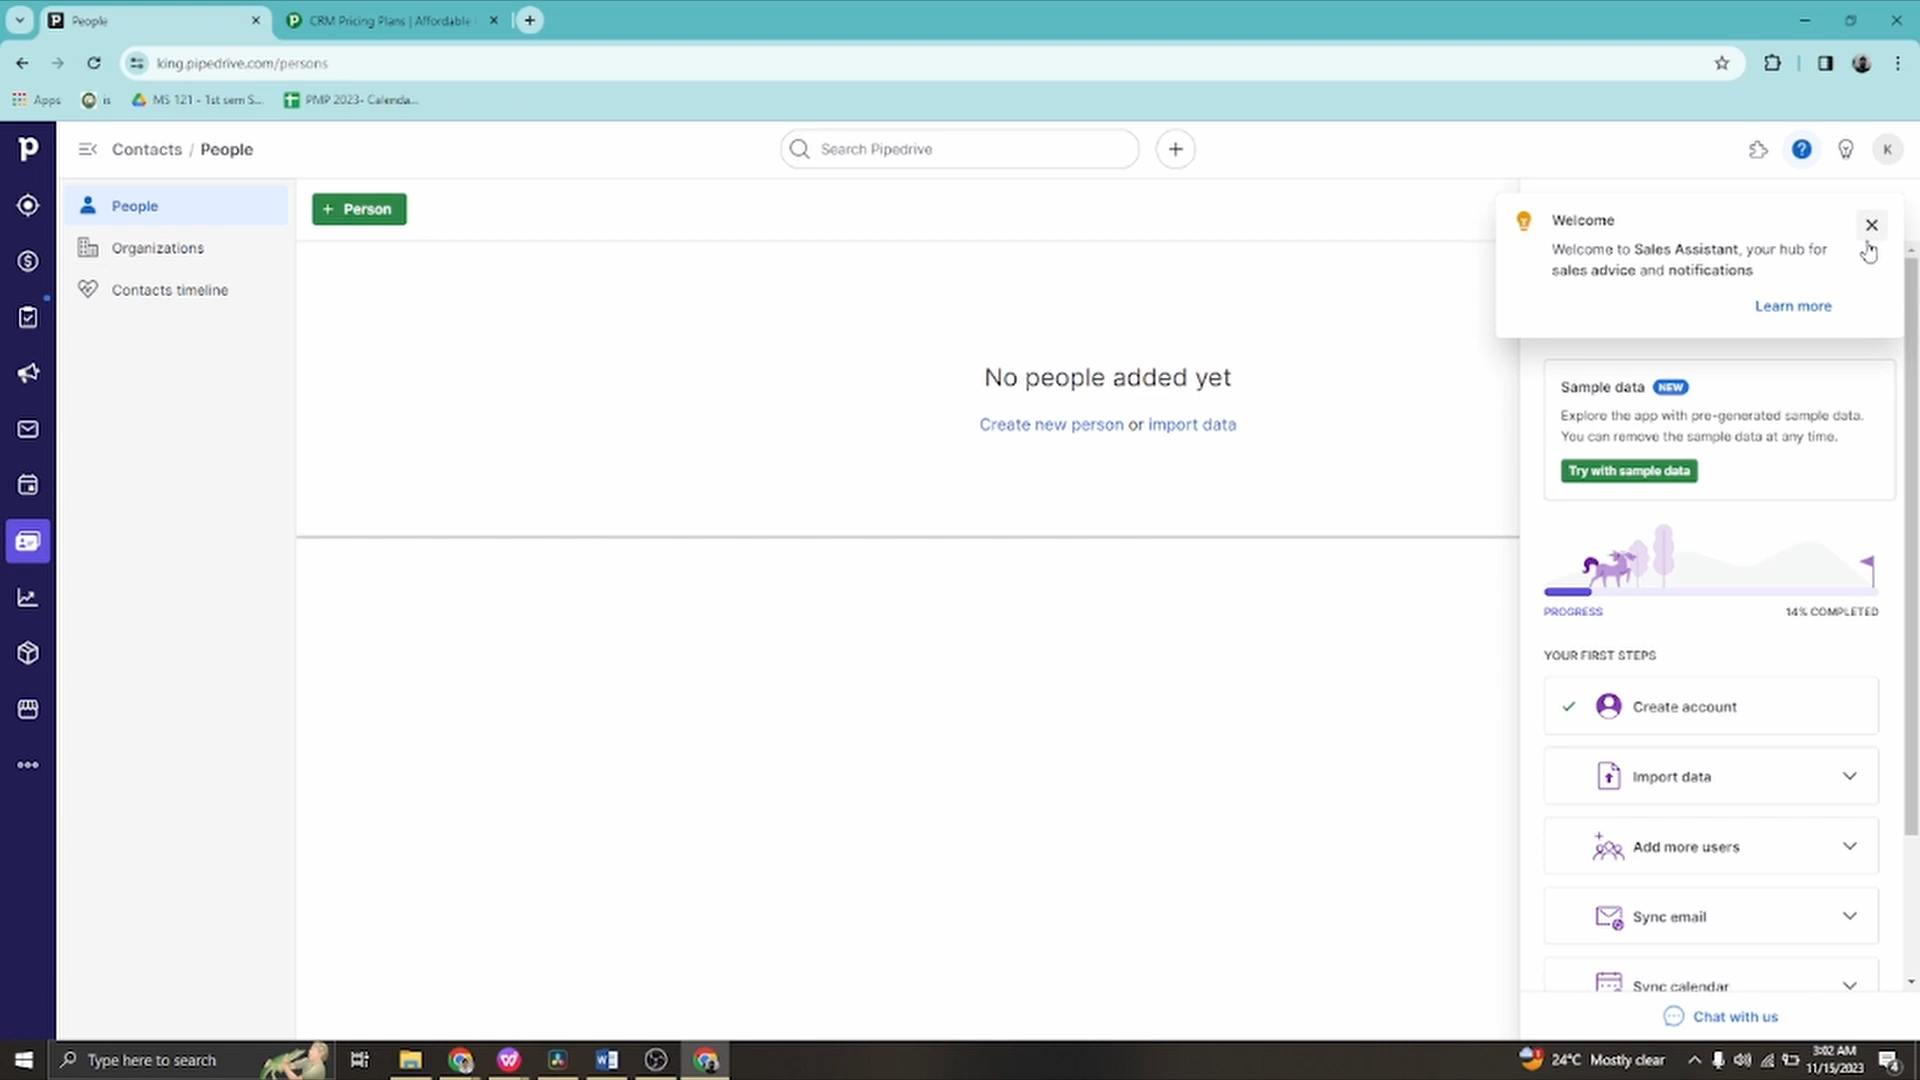 People
CRM Pricing Plans | Affordable
king.pipedrive.com/persons
Apps
is
MS 121 - 1st sem S...
PMP 2023- Calenda...
Contacts / People
Search Pipedrive
K
People
Organizations
Contacts timeline
+ Person
No people added yet
Create new person or import data
Welcome
Welcome to Sales Assistant, your hub for
sales advice and notifications
Learn more
Sample data NEW
Explore the app with pre-generated sample data.
You can remove the sample data at any time.
Try with sample data
PROGRESS
14% COMPLETED
YOUR FIRST STEPS
Create account
Import data
Add more users
Sync email
Sync calendar
Chat with us
Type here to search
24°C Mostly clear
3:02 AM
11/15/2023
4